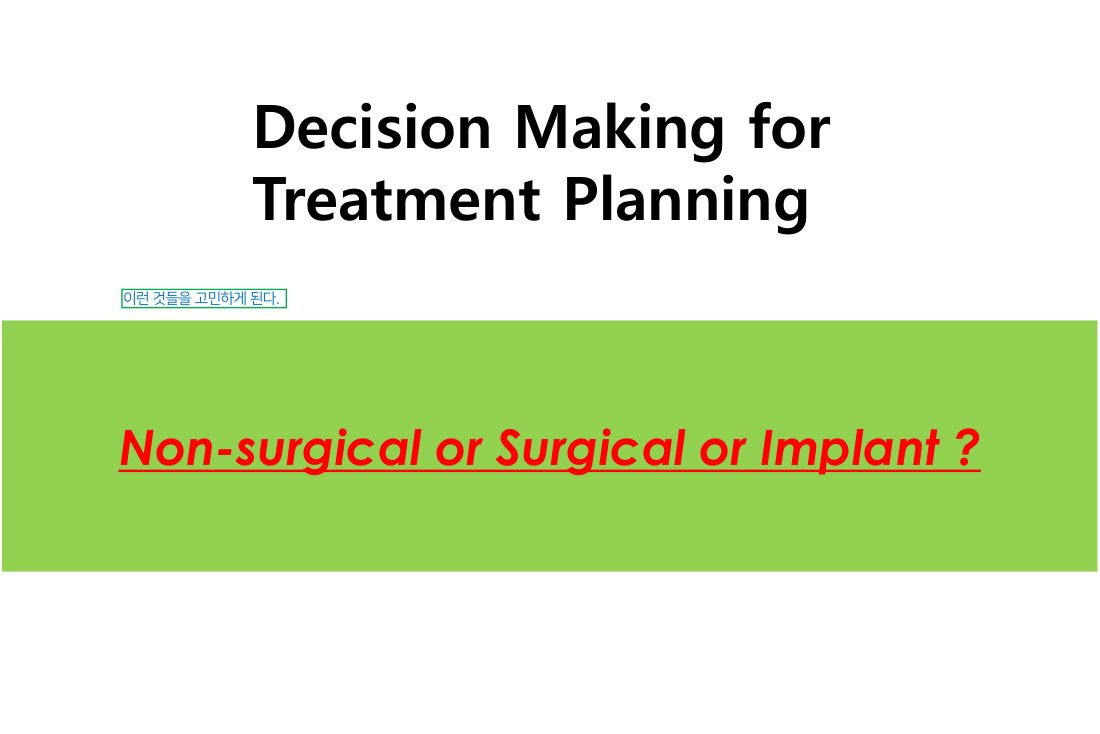 Decision Making for
Treatment Planning
이런 것들을 고민하게 된다.
Non-surgical or Surgical or Implant ?